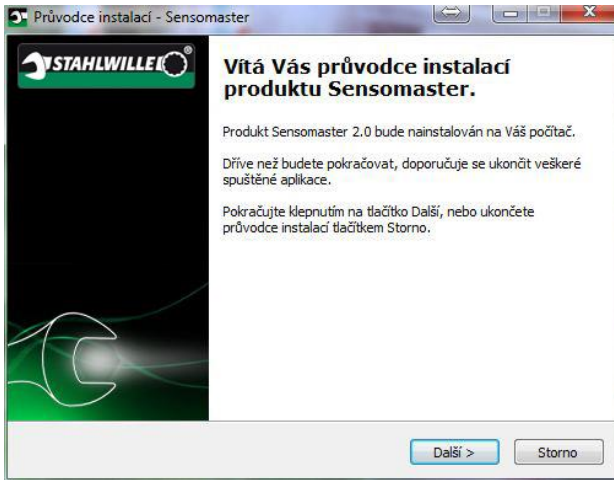 Průvodce instalací - Sensomaster
STAHLWILLE
Vítá Vás průvodce instalací
produktu Sensomaster.
Produkt Sensomaster 2.0 bude nainstalován na Váš počítač.
Dříve než budete pokračovat, doporučuje se ukončit veškeré
spuštěné aplikace.
Pokračujte klepnutím na tlačítko Další, nebo ukončete
průvodce instalací tlačítkem Storno.
Další >
Storno